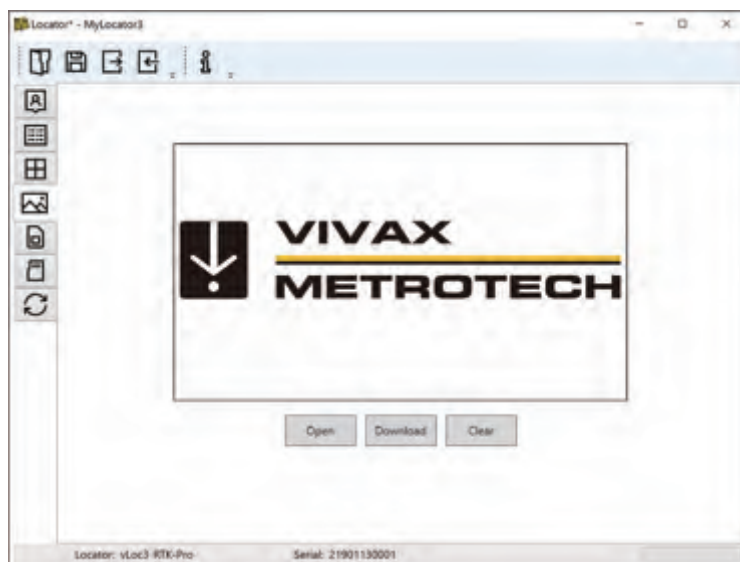 Locator* - MyLocator3
VIVAX
METROTECH
Open Download Clear
Locator: vLoc3-RTK-Pro Serial: 21901130001